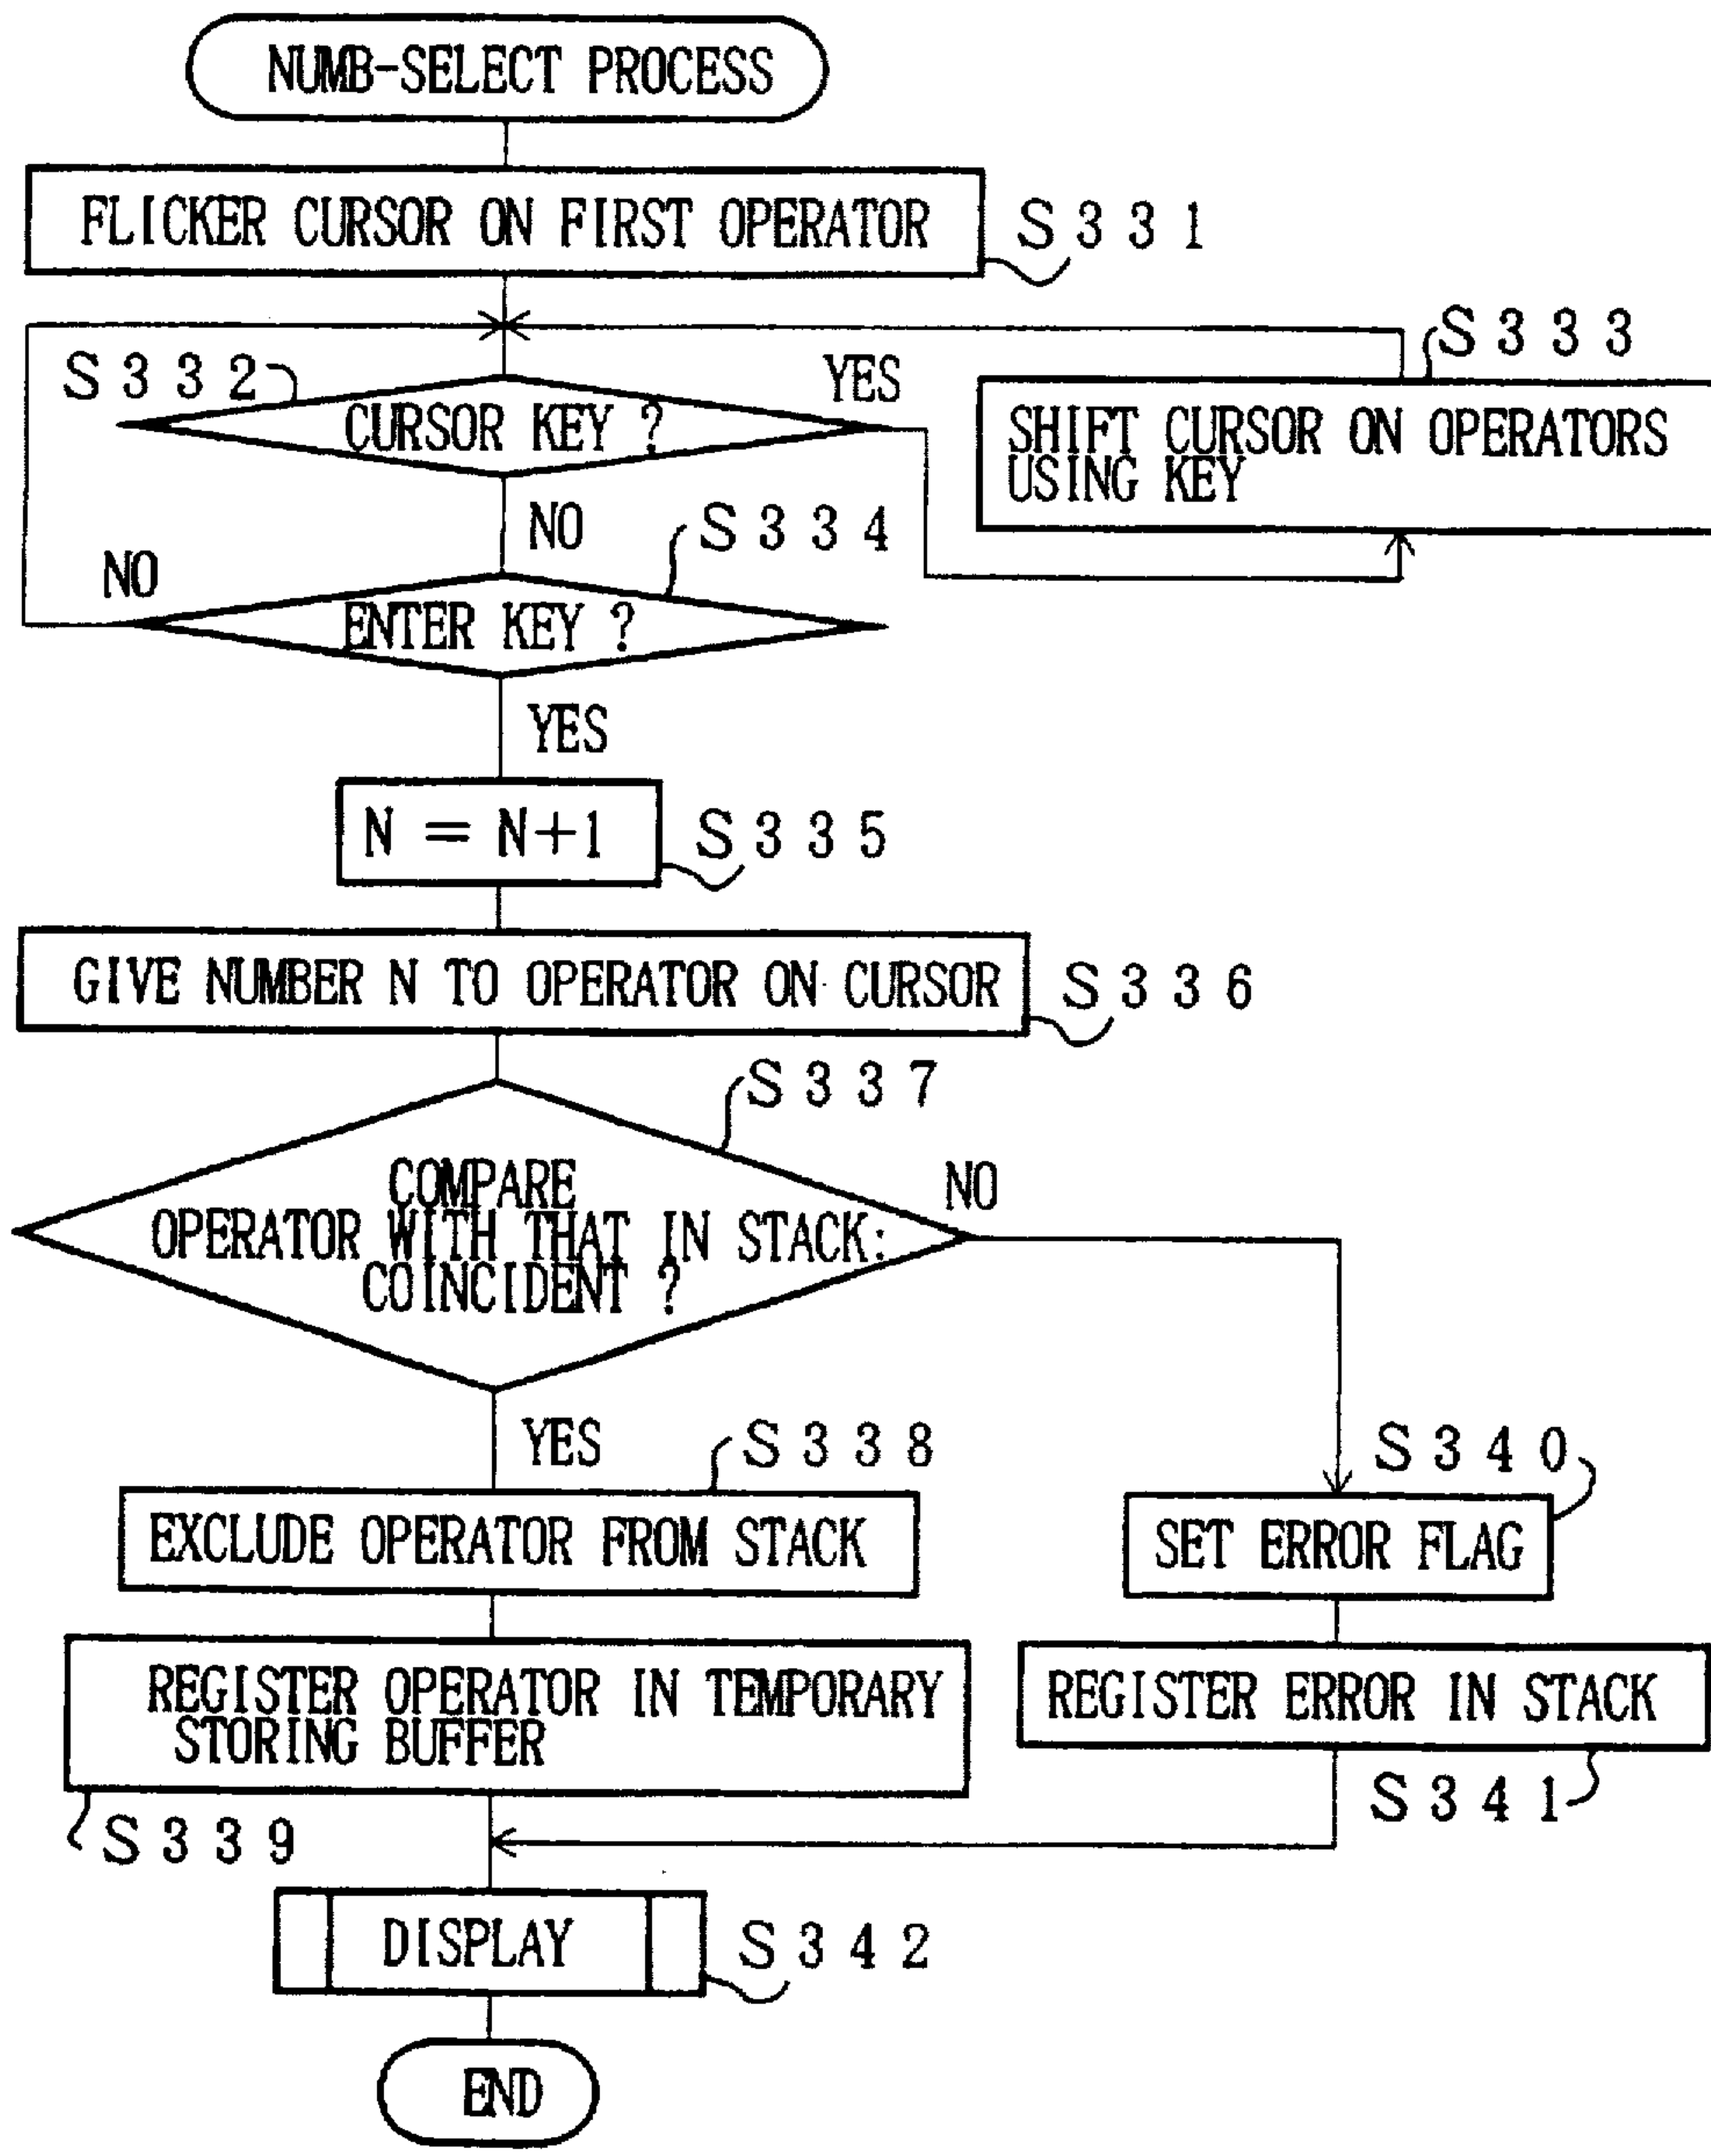 NUMB-SELECT PROCESS
FLICKER CURSOR ON FIRST OPERATOR
S331
S332
CURSOR KEY ?
YES
S333
SHIFT CURSOR ON OPERATORS
USING KEY
NO
S334
NO
ENTER KEY ?
YES
N = N+1
S335
GIVE NUMBER N TO OPERATOR ON CURSOR
S336
S337
COMPARE
OPERATOR WITH THAT IN STACK:
COINCIDENT ?
NO
YES
S338
EXCLUDE OPERATOR FROM STACK
S340
SET ERROR FLAG
REGISTER OPERATOR IN TEMPORARY
STORING BUFFER
S339
REGISTER ERROR IN STACK
S341
DISPLAY
S342
END